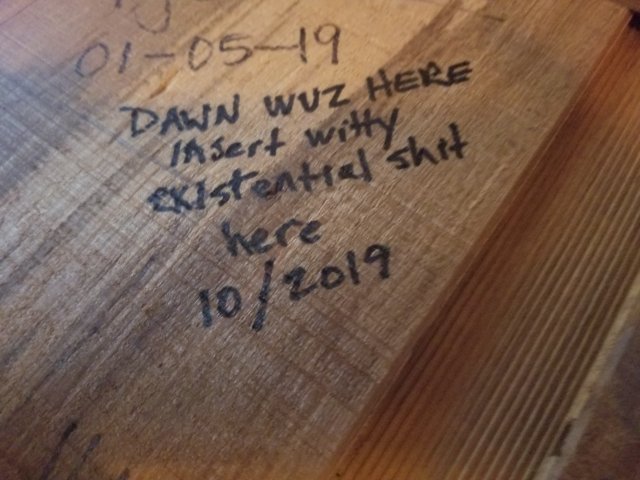 01-05-19
DAWN WUZ HERE
insert witty
existential shit
here
10/2019